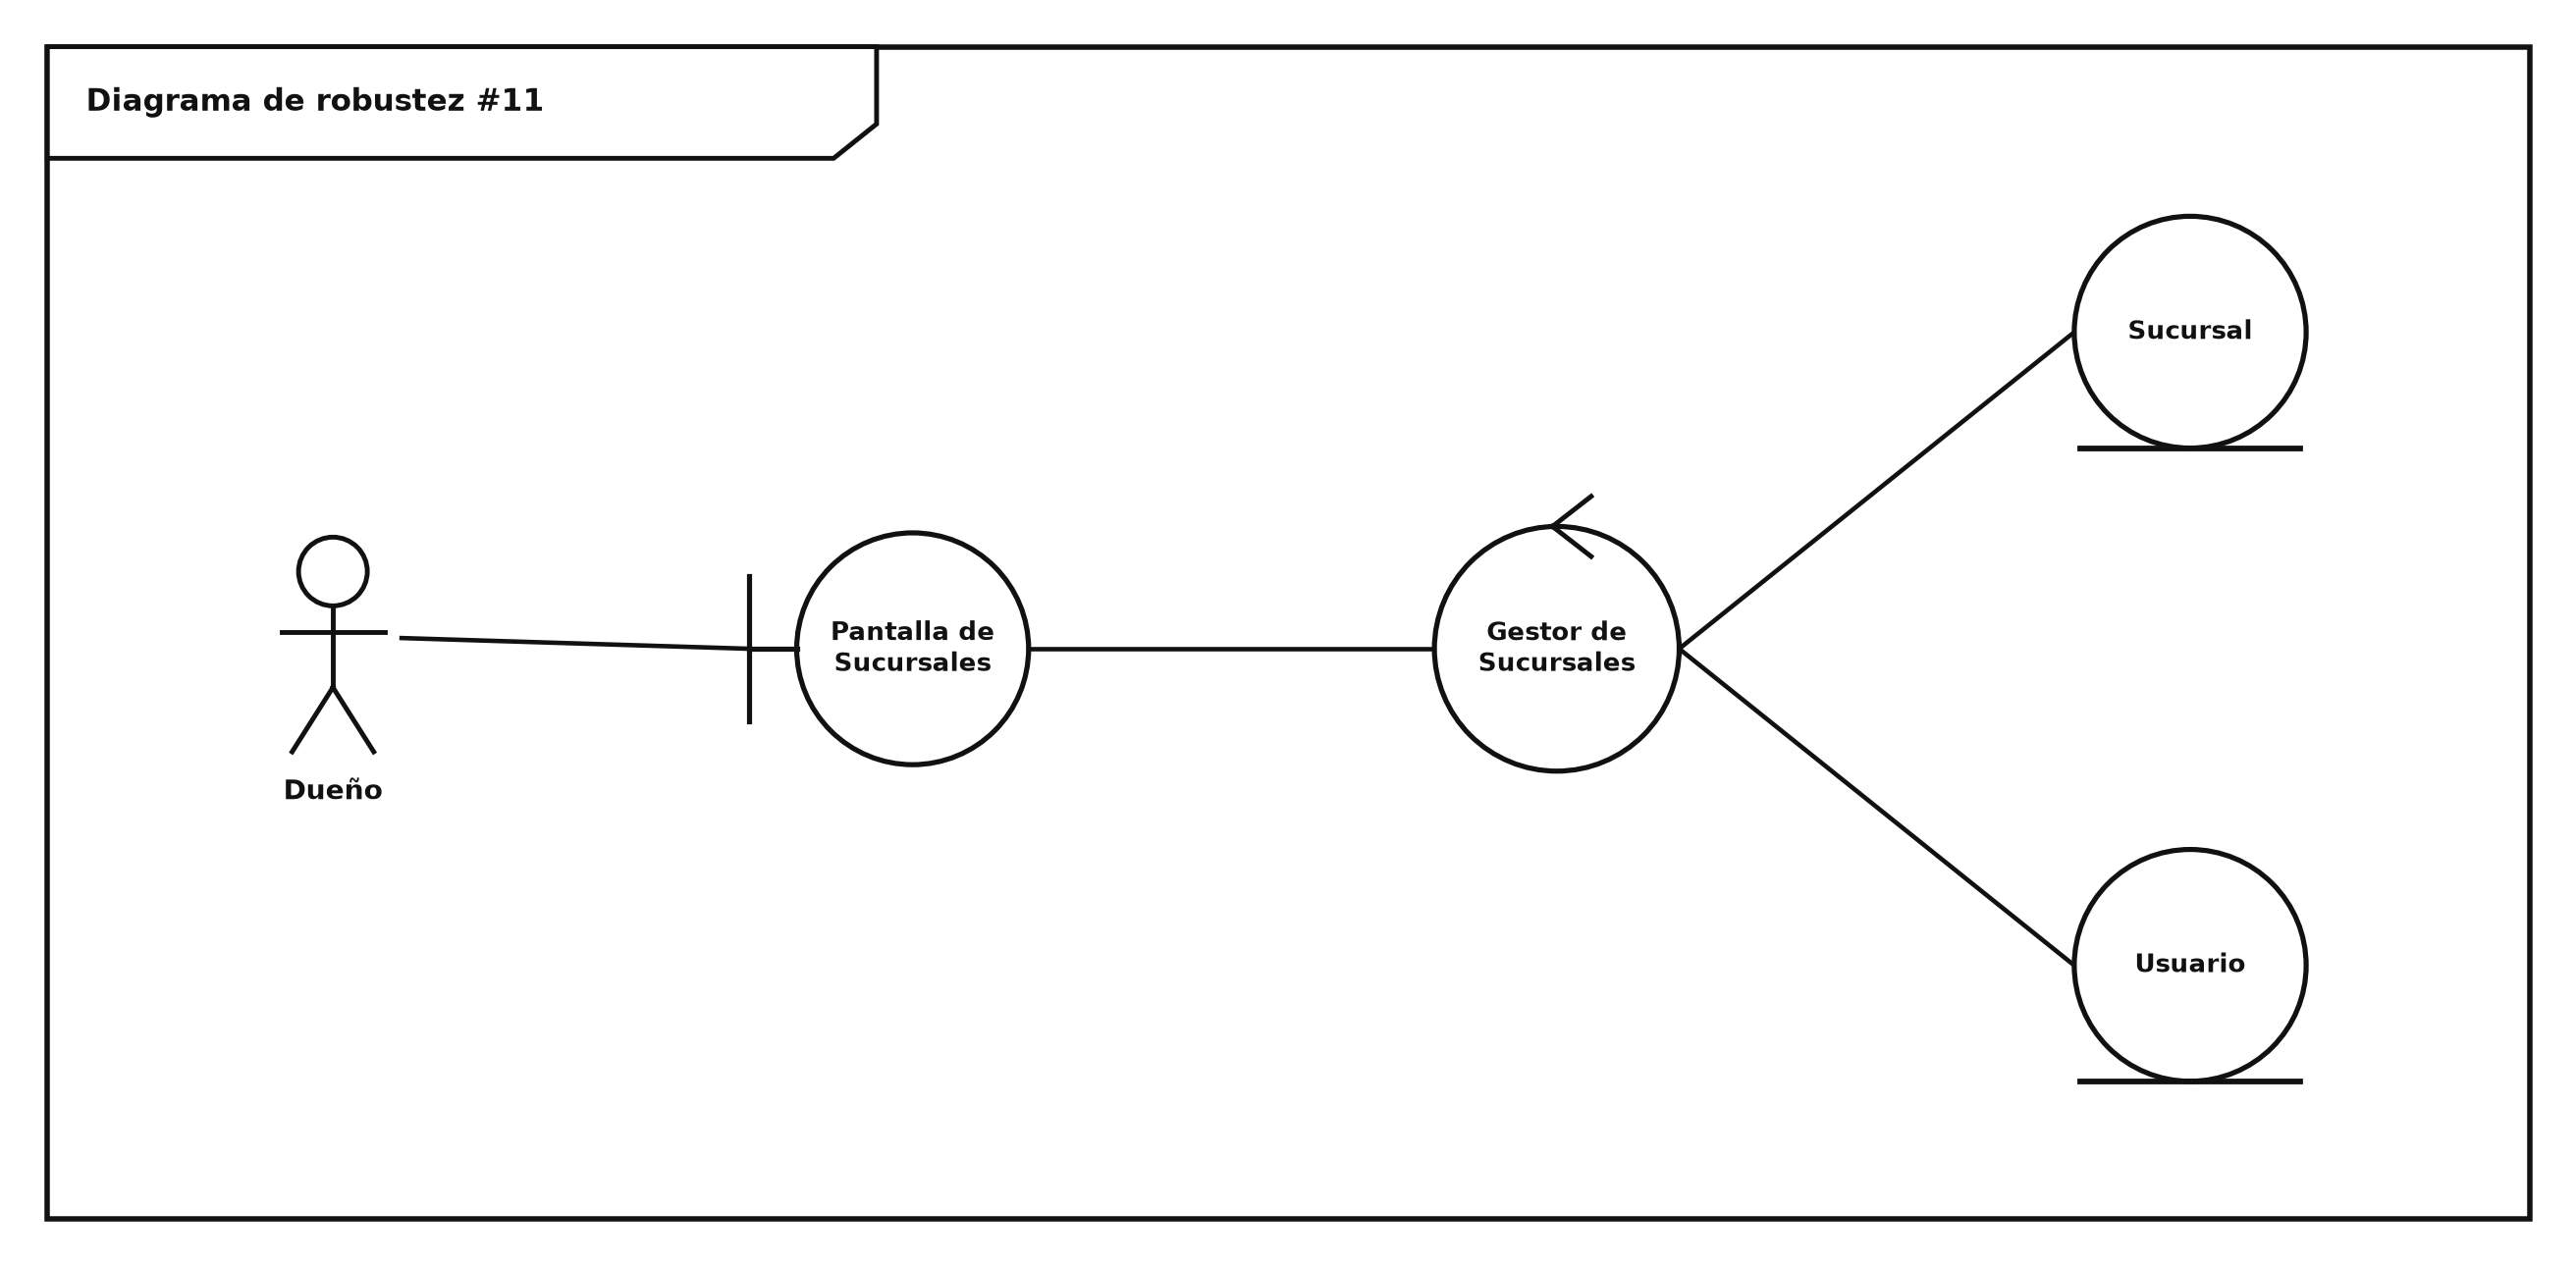 Diagrama de robustez #11
Sucursal
Pantalla de
Sucursales
Gestor de
Sucursales
Dueño
Usuario